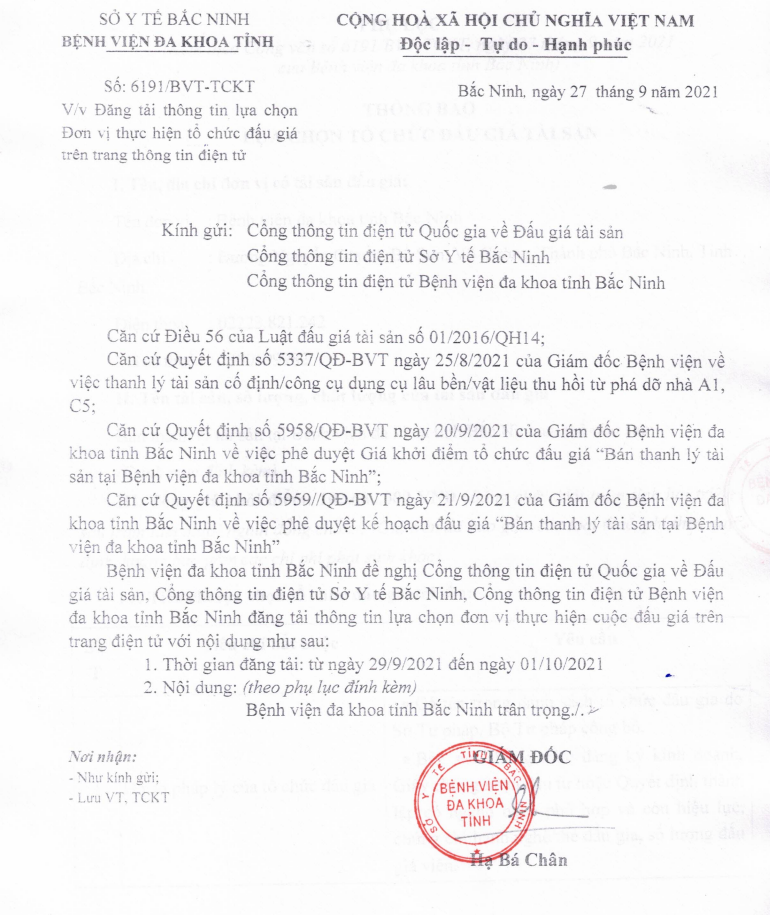 SỞ Y TẾ BẮC NINH
BỆNH VIỆN ĐA KHOA TỈNH
CỘNG HOÀ XÃ HỘI CHỦ NGHĨA VIỆT NAM
Độc lập - Tự do - Hạnh phúc
Số: 6191/BVT-TCKT
Bắc Ninh, ngày 27 tháng 9 năm 2021
V/v Đăng tải thông tin lựa chọn
Đơn vị thực hiện tổ chức đấu giá
trên trang thông tin điện tử
Kính gửi: Cổng thông tin điện tử Quốc gia về Đấu giá tài sản
Cổng thông tin điện tử Sở Y tế Bắc Ninh
Cổng thông tin điện tử Bệnh viện đa khoa tỉnh Bắc Ninh
Căn cứ Điều 56 của Luật đấu giá tài sản số 01/2016/QH14;
Căn cứ Quyết định số 5337/QĐ-BVT ngày 25/8/2021 của Giám đốc Bệnh viện về
việc thanh lý tài sản cố định/công cụ dụng cụ lâu bền/vật liệu thu hồi từ phá dỡ nhà A1,
C5;
Căn cứ Quyết định số 5958/QĐ-BVT ngày 20/9/2021 của Giám đốc Bệnh viện đa
khoa tỉnh Bắc Ninh về việc phê duyệt Giá khởi điểm tổ chức đấu giá “Bán thanh lý tài
sản tại Bệnh viện đa khoa tỉnh Bắc Ninh”;
Căn cứ Quyết định số 5959//QĐ-BVT ngày 21/9/2021 của Giám đốc Bệnh viện đa
khoa tỉnh Bắc Ninh về việc phê duyệt kế hoạch đấu giá “Bán thanh lý tài sản tại Bệnh
viện đa khoa tỉnh Bắc Ninh”
Bệnh viện đa khoa tỉnh Bắc Ninh đề nghị Cổng thông tin điện tử Quốc gia về Đấu
giá tài sản, Cổng thông tin điện tử Sở Y tế Bắc Ninh, Cổng thông tin điện tử Bệnh viện
đa khoa tỉnh Bắc Ninh đăng tải thông tin lựa chọn đơn vị thực hiện cuộc đấu giá trên
trang điện tử với nội dung như sau:
1. Thời gian đăng tải: từ ngày 29/9/2021 đến ngày 01/10/2021
2. Nội dung: (theo phụ lục đính kèm)
Bệnh viện đa khoa tỉnh Bắc Ninh trân trọng./.
Nơi nhận:
- Như kính gửi;
- Lưu VT, TCKT
GIÁM ĐỐC
SỞ Y TẾ TỈNH BẮC NINH
BỆNH VIỆN
ĐA KHOA
TỈNH
Hạ Bá Chân